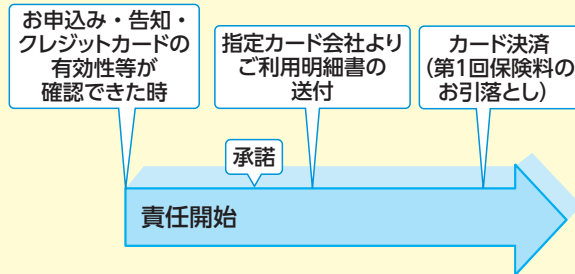 お申込み・告知・
クレジットカードの
有効性等が
確認できた時
指定カード会社より
ご利用明細書の
送付
カード決済
(第1回保険料の
お引落とし)
承諾
責任開始